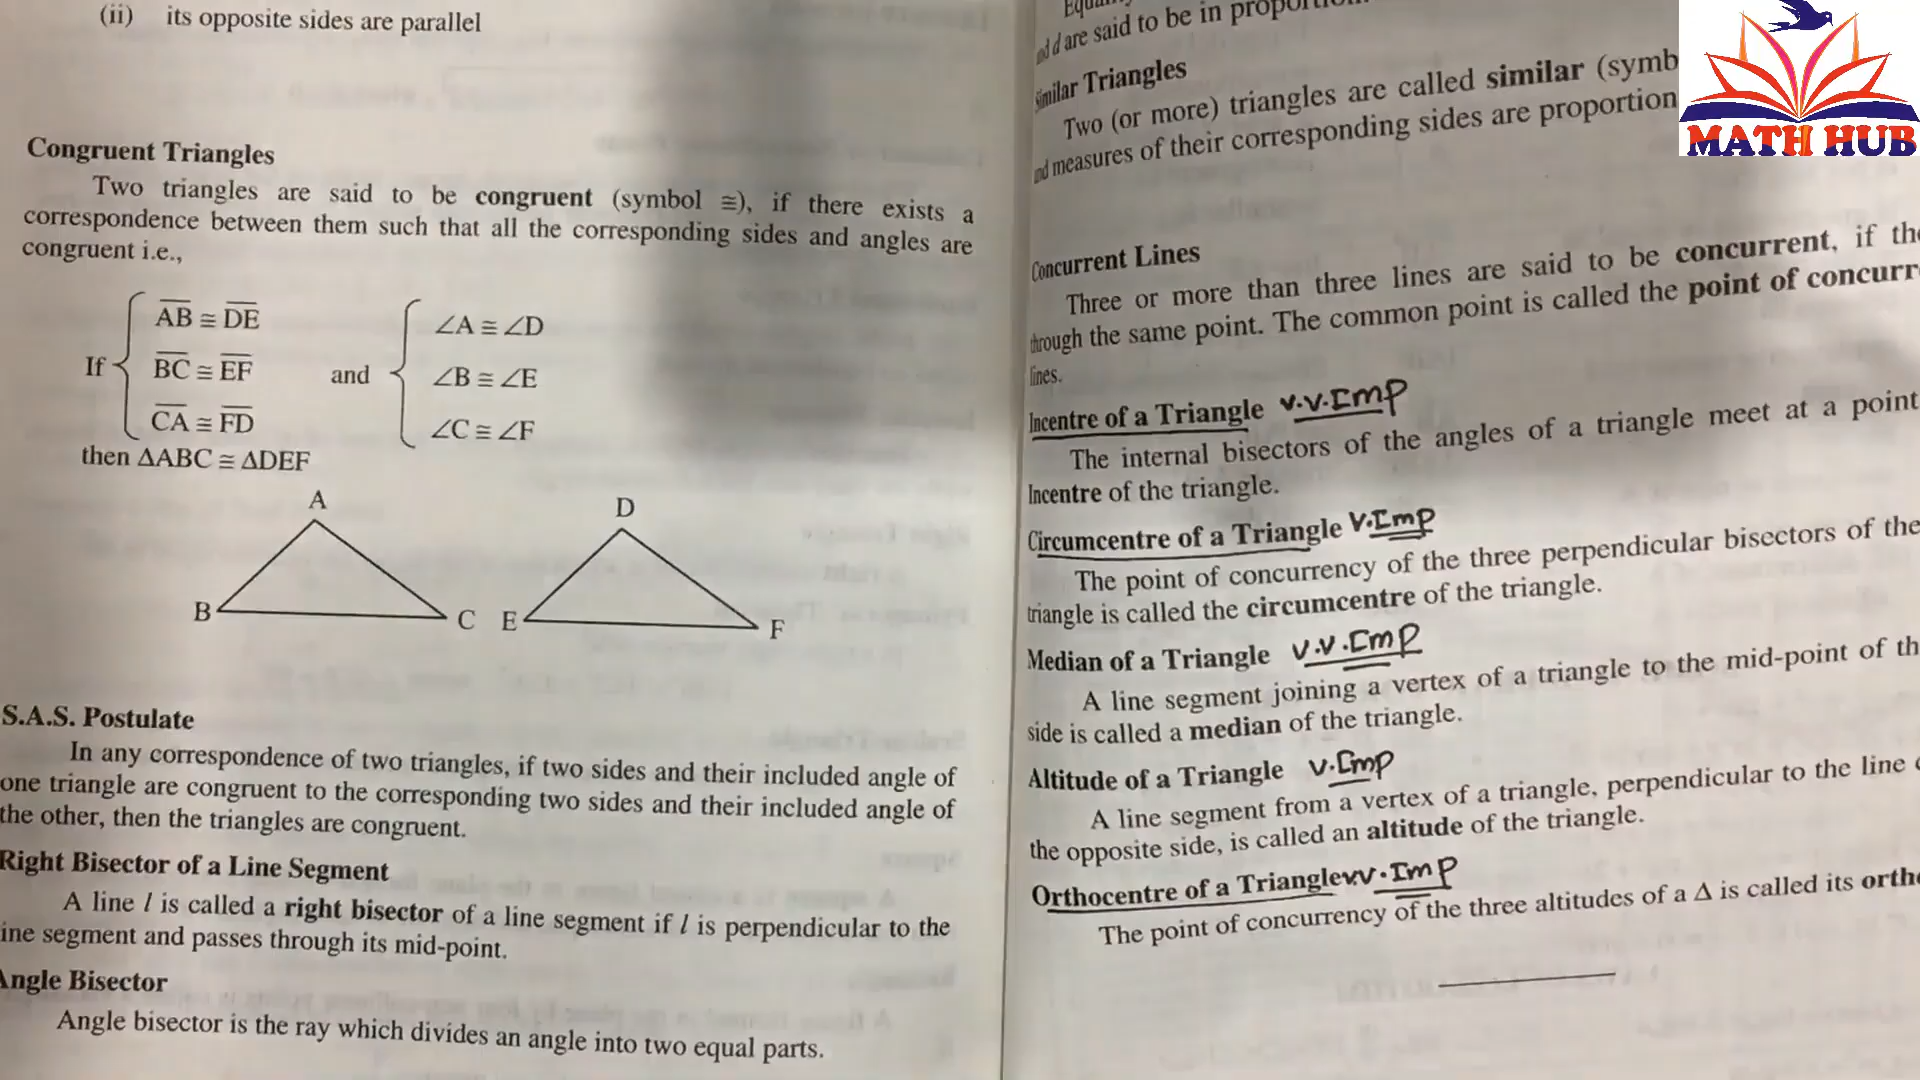 (ii) its opposite sides are parallel
Congruent Triangles
Two triangles are said to be congruent (symbol ≅), if there exists a
correspondence between them such that all the corresponding sides and angles are
congruent i.e.,
If { AB ≅ DE
BC ≅ EF
CA ≅ FD
and { ∠A ≅ ∠D
∠B ≅ ∠E
∠C ≅ ∠F
then ΔABC ≅ ΔDEF
A
B
C
D
E
F
S.A.S. Postulate
In any correspondence of two triangles, if two sides and their included angle of
one triangle are congruent to the corresponding two sides and their included angle of
the other, then the triangles are congruent.
Right Bisector of a Line Segment
A line l is called a right bisector of a line segment if l is perpendicular to the
segment and passes through its mid-point.
Angle Bisector
Angle bisector is the ray which divides an angle into two equal parts.
d are said to be in
Triangles
Two (or more) triangles are called similar (symb
measures of their corresponding sides are proportion
Concurrent Lines
Three or more than three lines are said to be concurrent, if the
through the same point. The common point is called the point of concurr
lines.
Incentre of a Triangle V.V.Imp
The internal bisectors of the angles of a triangle meet at a point
Incentre of the triangle.
Circumcentre of a Triangle V.Imp
The point of concurrency of the three perpendicular bisectors of the
triangle is called the circumcentre of the triangle.
Median of a Triangle V.V.Imp
A line segment joining a vertex of a triangle to the mid-point of th
side is called a median of the triangle.
Altitude of a Triangle V.Imp
A line segment from a vertex of a triangle, perpendicular to the line
the opposite side, is called an altitude of the triangle.
Orthocentre of a Triangle VV.Imp
The point of concurrency of the three altitudes of a Δ is called its ortho
MATH HUB